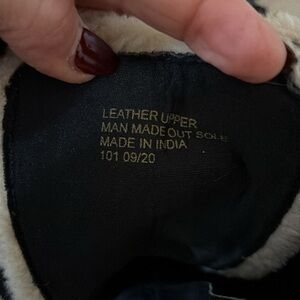 LEATHER UPPER
MAN MADE OUT SOLE
MADE IN INDIA
101 09/20